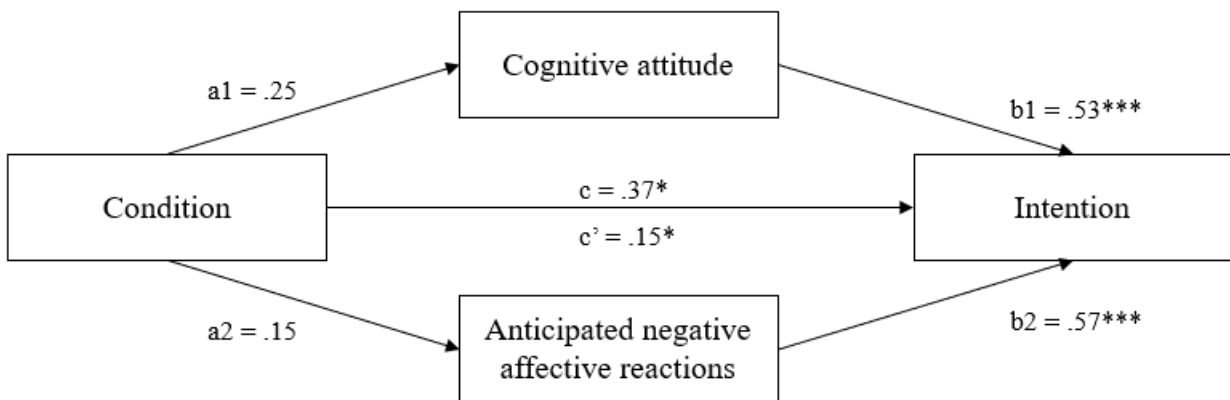 Cognitive attitude
a1 = .25
b1 = .53***
Condition
c = .37*
c’ = .15*
Intention
a2 = .15
Anticipated negative
affective reactions
b2 = .57***